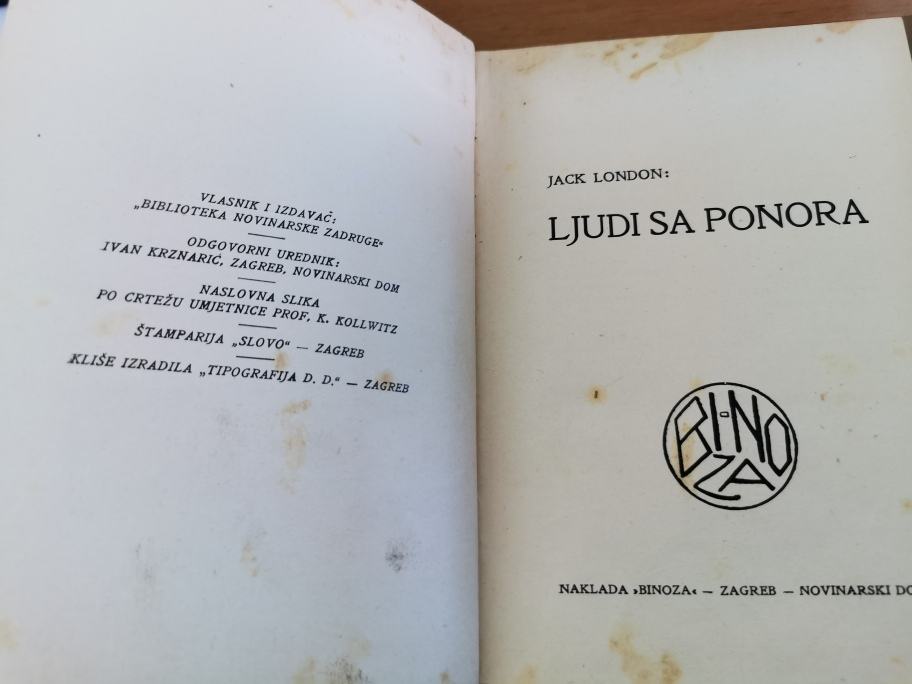 VLASNIK I IZDAVAČ:
„BIBLIOTEKA NOVINARSKE ZADRUGE“
ODGOVORNI UREDNIK:
IVAN KRZNARIĆ, ZAGREB, NOVINARSKI DOM
NASLOVNA SLIKA
PO CRTEŽU UMJETNICE PROF. K. KOLLWITZ
ŠTAMPARIJA „SLOVO“ — ZAGREB
KLIŠE IZRADILA „TIPOGRAFIJA D. D.“ — ZAGREB
JACK LONDON:
LJUDI SA PONORA
BI-NO
ZA
NAKLADA »BINOZA« — ZAGREB — NOVINARSKI